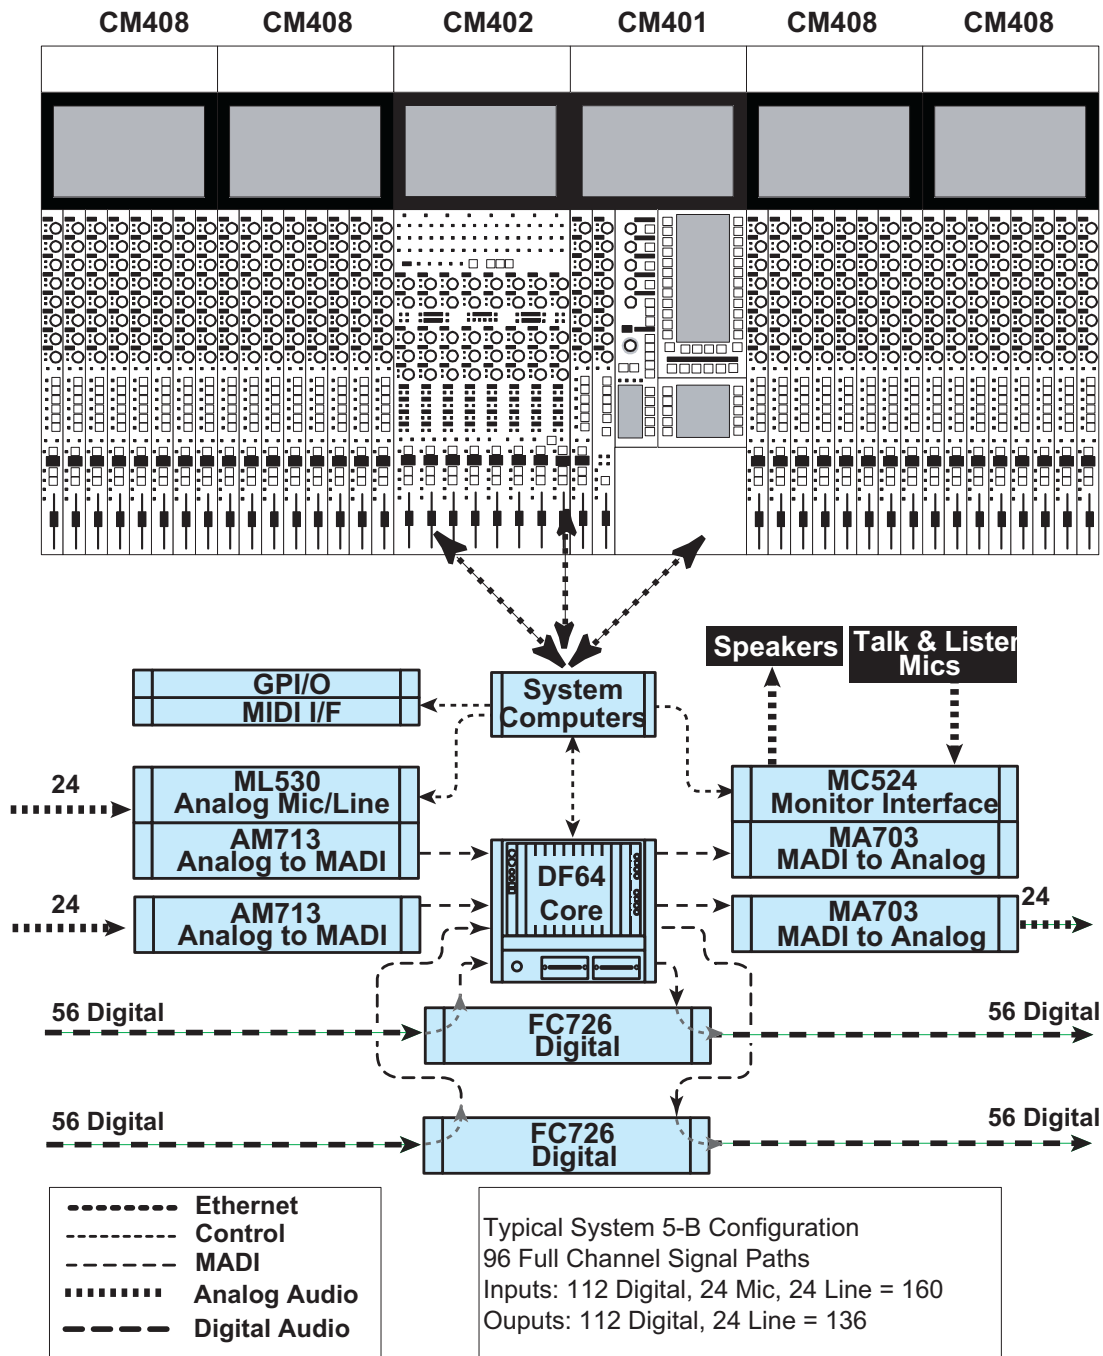 CM408 CM408 CM402 CM401 CM408 CM408
Speakers
Talk & Listen
Mics
GPI/O
MIDI I/F
System
Computers
24
ML530
Analog Mic/Line
AM713
Analog to MADI
MC524
Monitor Interface
MA703
MADI to Analog
DF64
Core
24
AM713
Analog to MADI
MA703
MADI to Analog
24
56 Digital
FC726
Digital
56 Digital
56 Digital
FC726
Digital
56 Digital
Ethernet
Control
MADI
Analog Audio
Digital Audio
Typical System 5-B Configuration
96 Full Channel Signal Paths
Inputs: 112 Digital, 24 Mic, 24 Line = 160
Ouputs: 112 Digital, 24 Line = 136